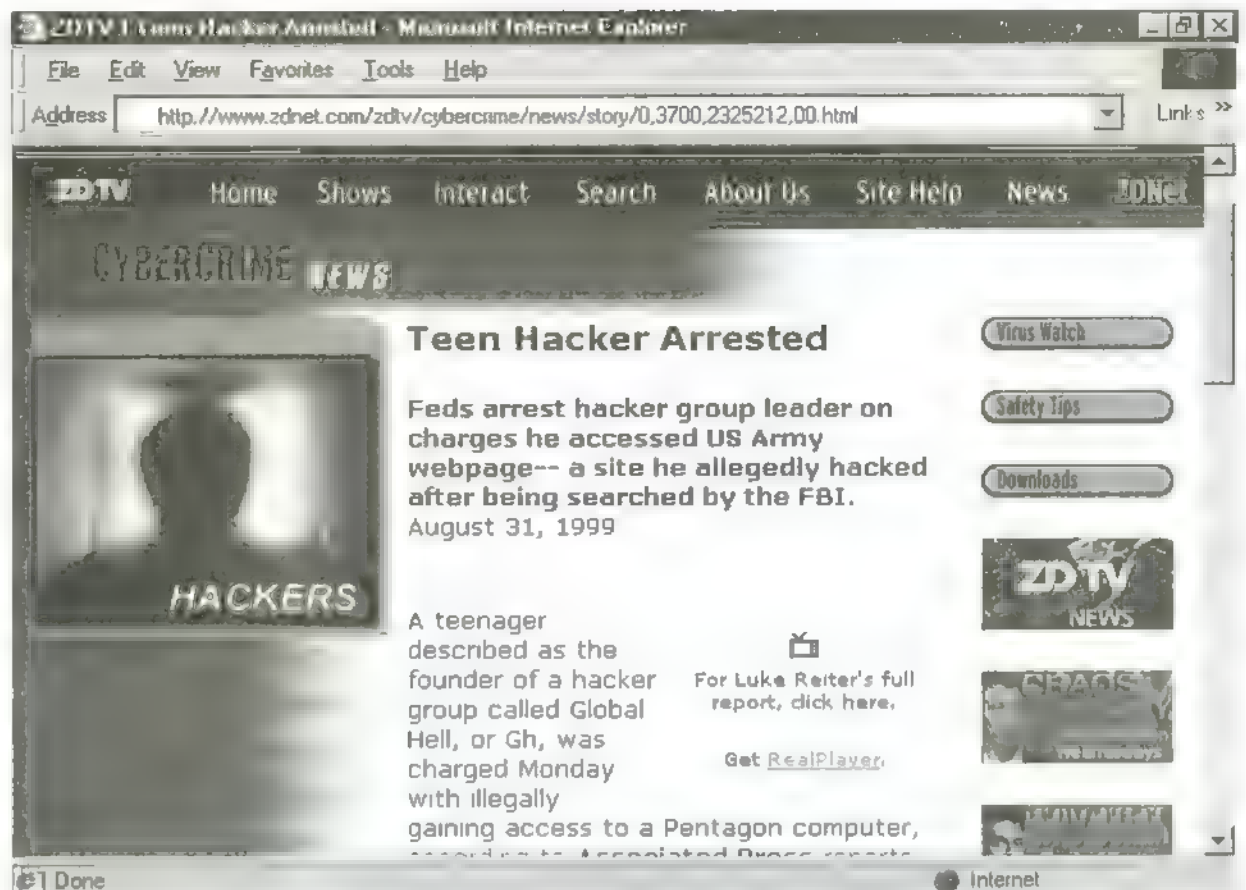 ZDTV | Teen Hacker Arrested - Microsoft Internet Explorer
File Edit View Favorites Tools Help
Address http://www.zdnet.com/zdtv/cybercrime/news/story/0,3700,2325212,00.html Links »
ZDTV Home Shows Interact Search About Us Site Help News ZDNet
CYBERCRIME NEWS
Teen Hacker Arrested
Feds arrest hacker group leader on
charges he accessed US Army
webpage-- a site he allegedly hacked
after being searched by the FBI.
August 31, 1999
HACKERS
A teenager
described as the
founder of a hacker
group called Global
Hell, or Gh, was
charged Monday
with illegally
gaining access to a Pentagon computer,
according to Associated Press reports
For Luke Reiter's full
report, click here.
Get RealPlayer.
Virus Watch
Safety Tips
Downloads
ZDTV
NEWS
Done Internet